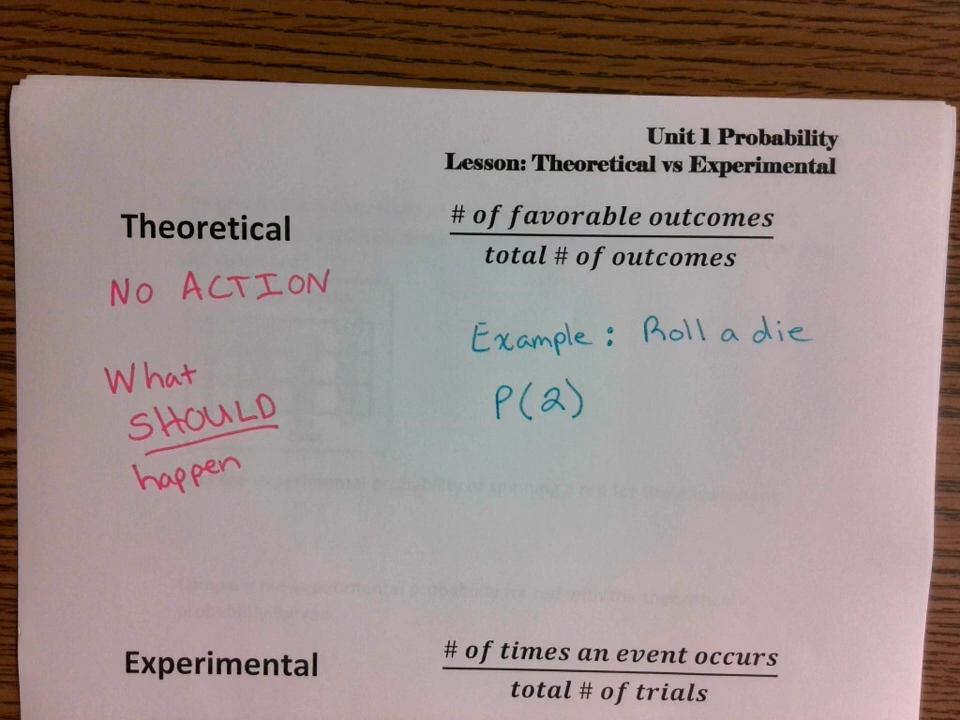 Unit 1 Probability
Lesson: Theoretical vs Experimental
Theoretical
# of favorable outcomes
total # of outcomes
NO ACTION
What
SHOULD
happen
Example: Roll a die
P(2)
Experimental
# of times an event occurs
total # of trials